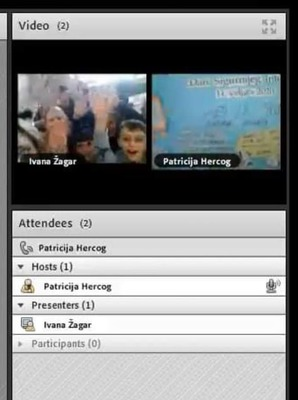 Video (2)
Ivana Žagar
Patricija Hercog
Attendees (2)
Patricija Hercog
Hosts (1)
Patricija Hercog
Presenters (1)
Ivana Žagar
Participants (0)